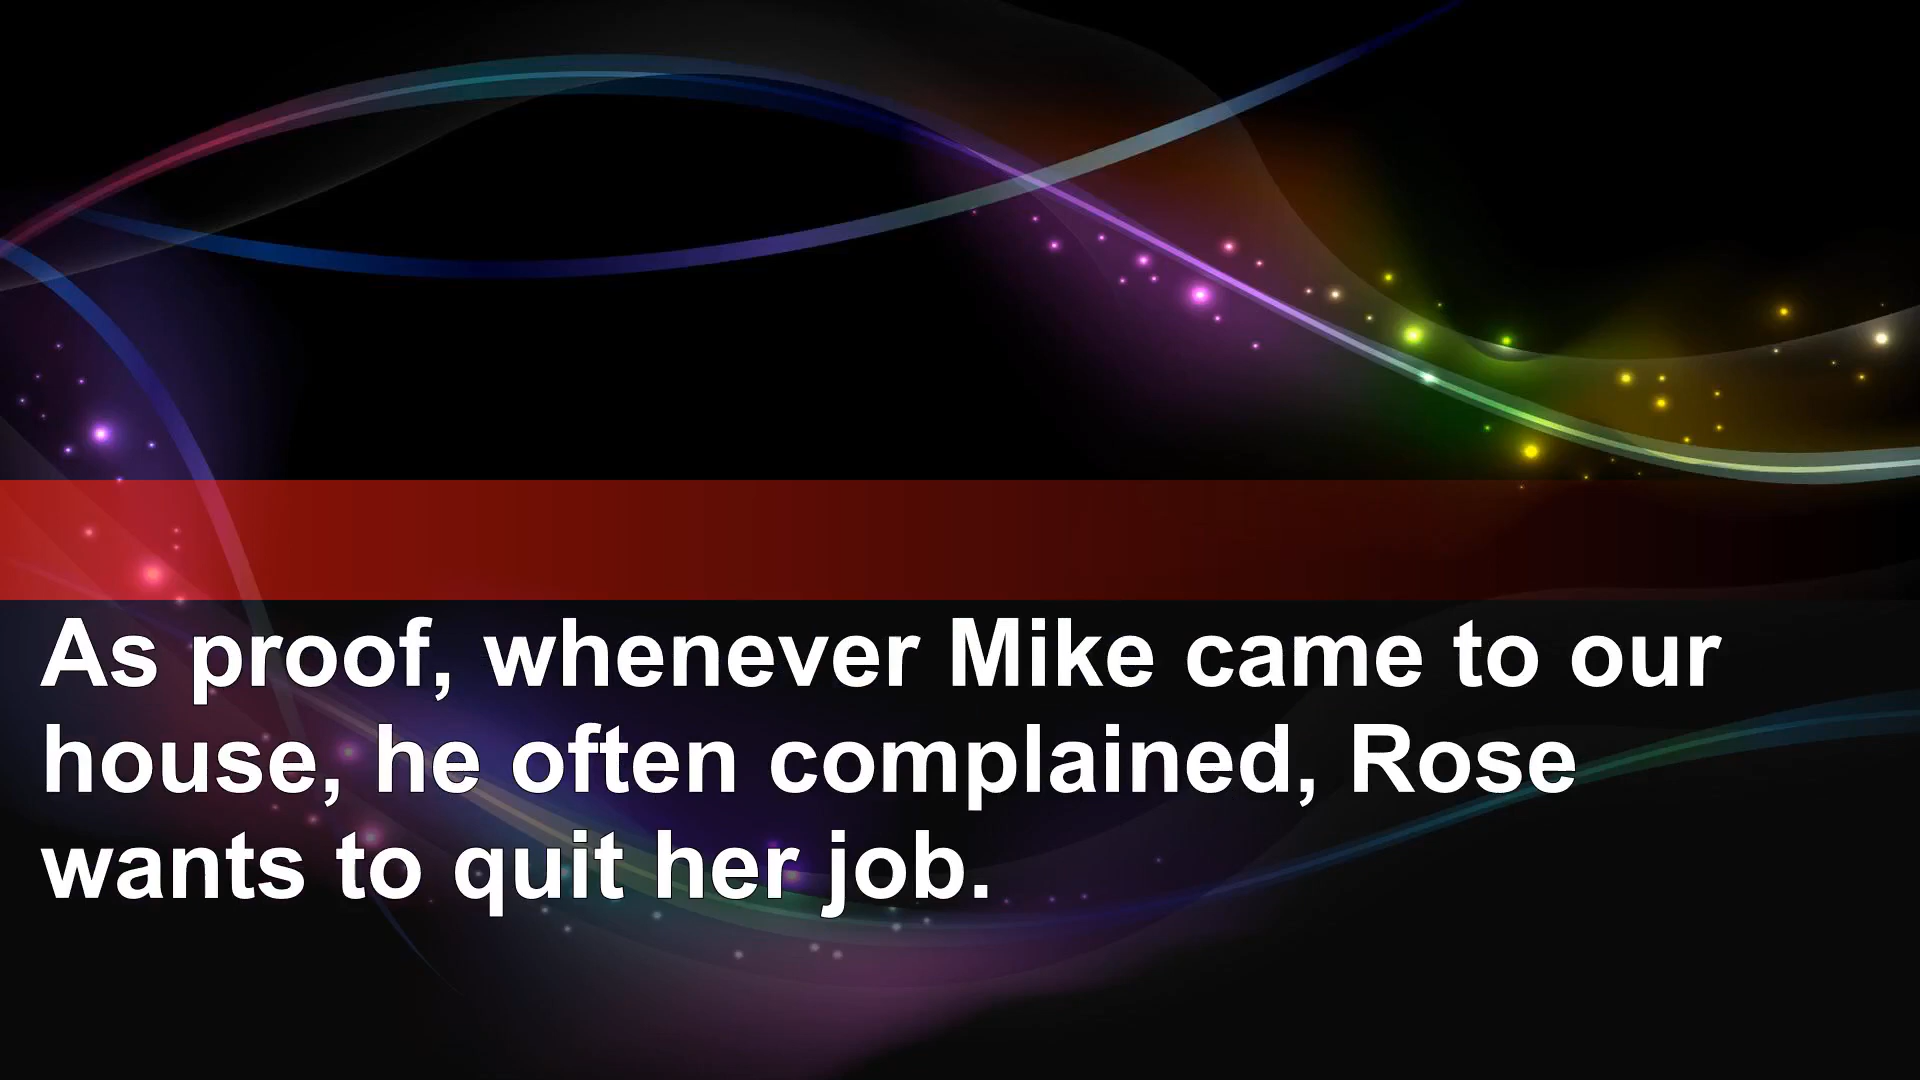 As proof, whenever Mike came to our
house, he often complained, Rose
wants to quit her job.